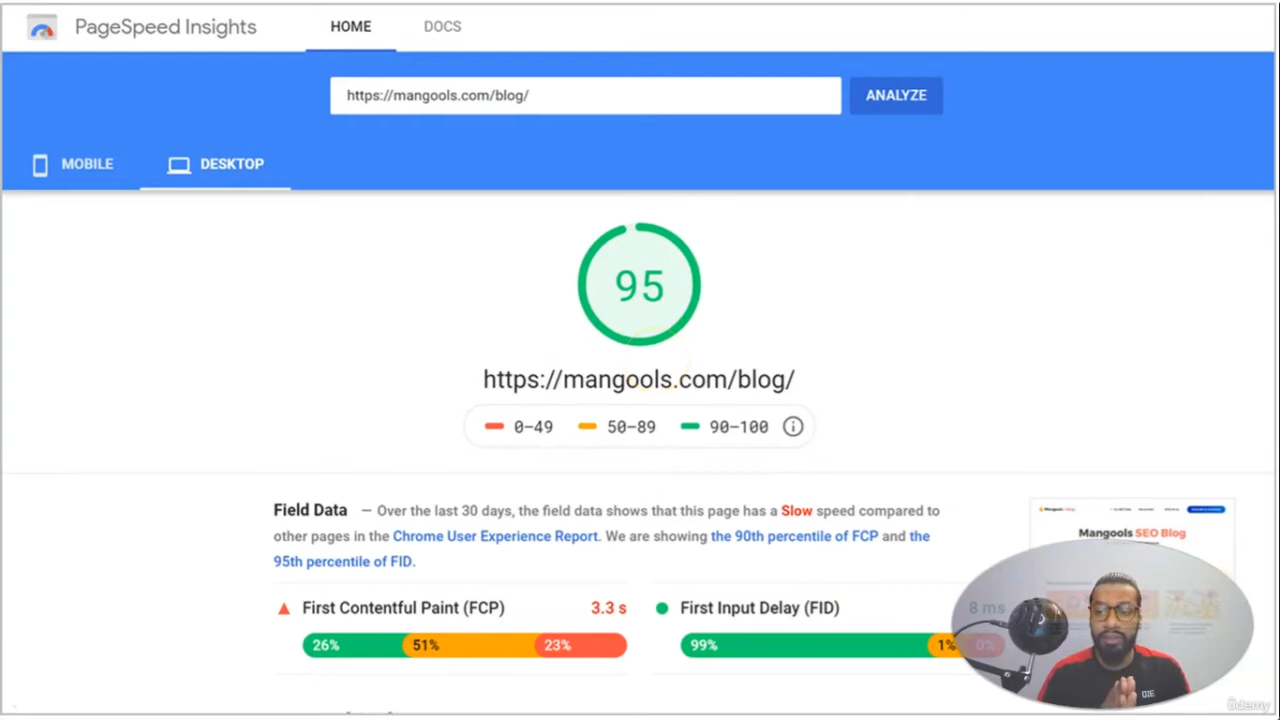 PageSpeed Insights
HOME
DOCS
https://mangools.com/blog/
ANALYZE
MOBILE
DESKTOP
95
https://mangools.com/blog/
0–49
50–89
90–100
Field Data — Over the last 30 days, the field data shows that this page has a Slow speed compared to
other pages in the Chrome User Experience Report. We are showing the 90th percentile of FCP and the
95th percentile of FID.
Mangools SEO Blog
First Contentful Paint (FCP) 3.3 s
First Input Delay (FID) 8 ms
26% 51% 23%
99% 1% 0%
ûdemy